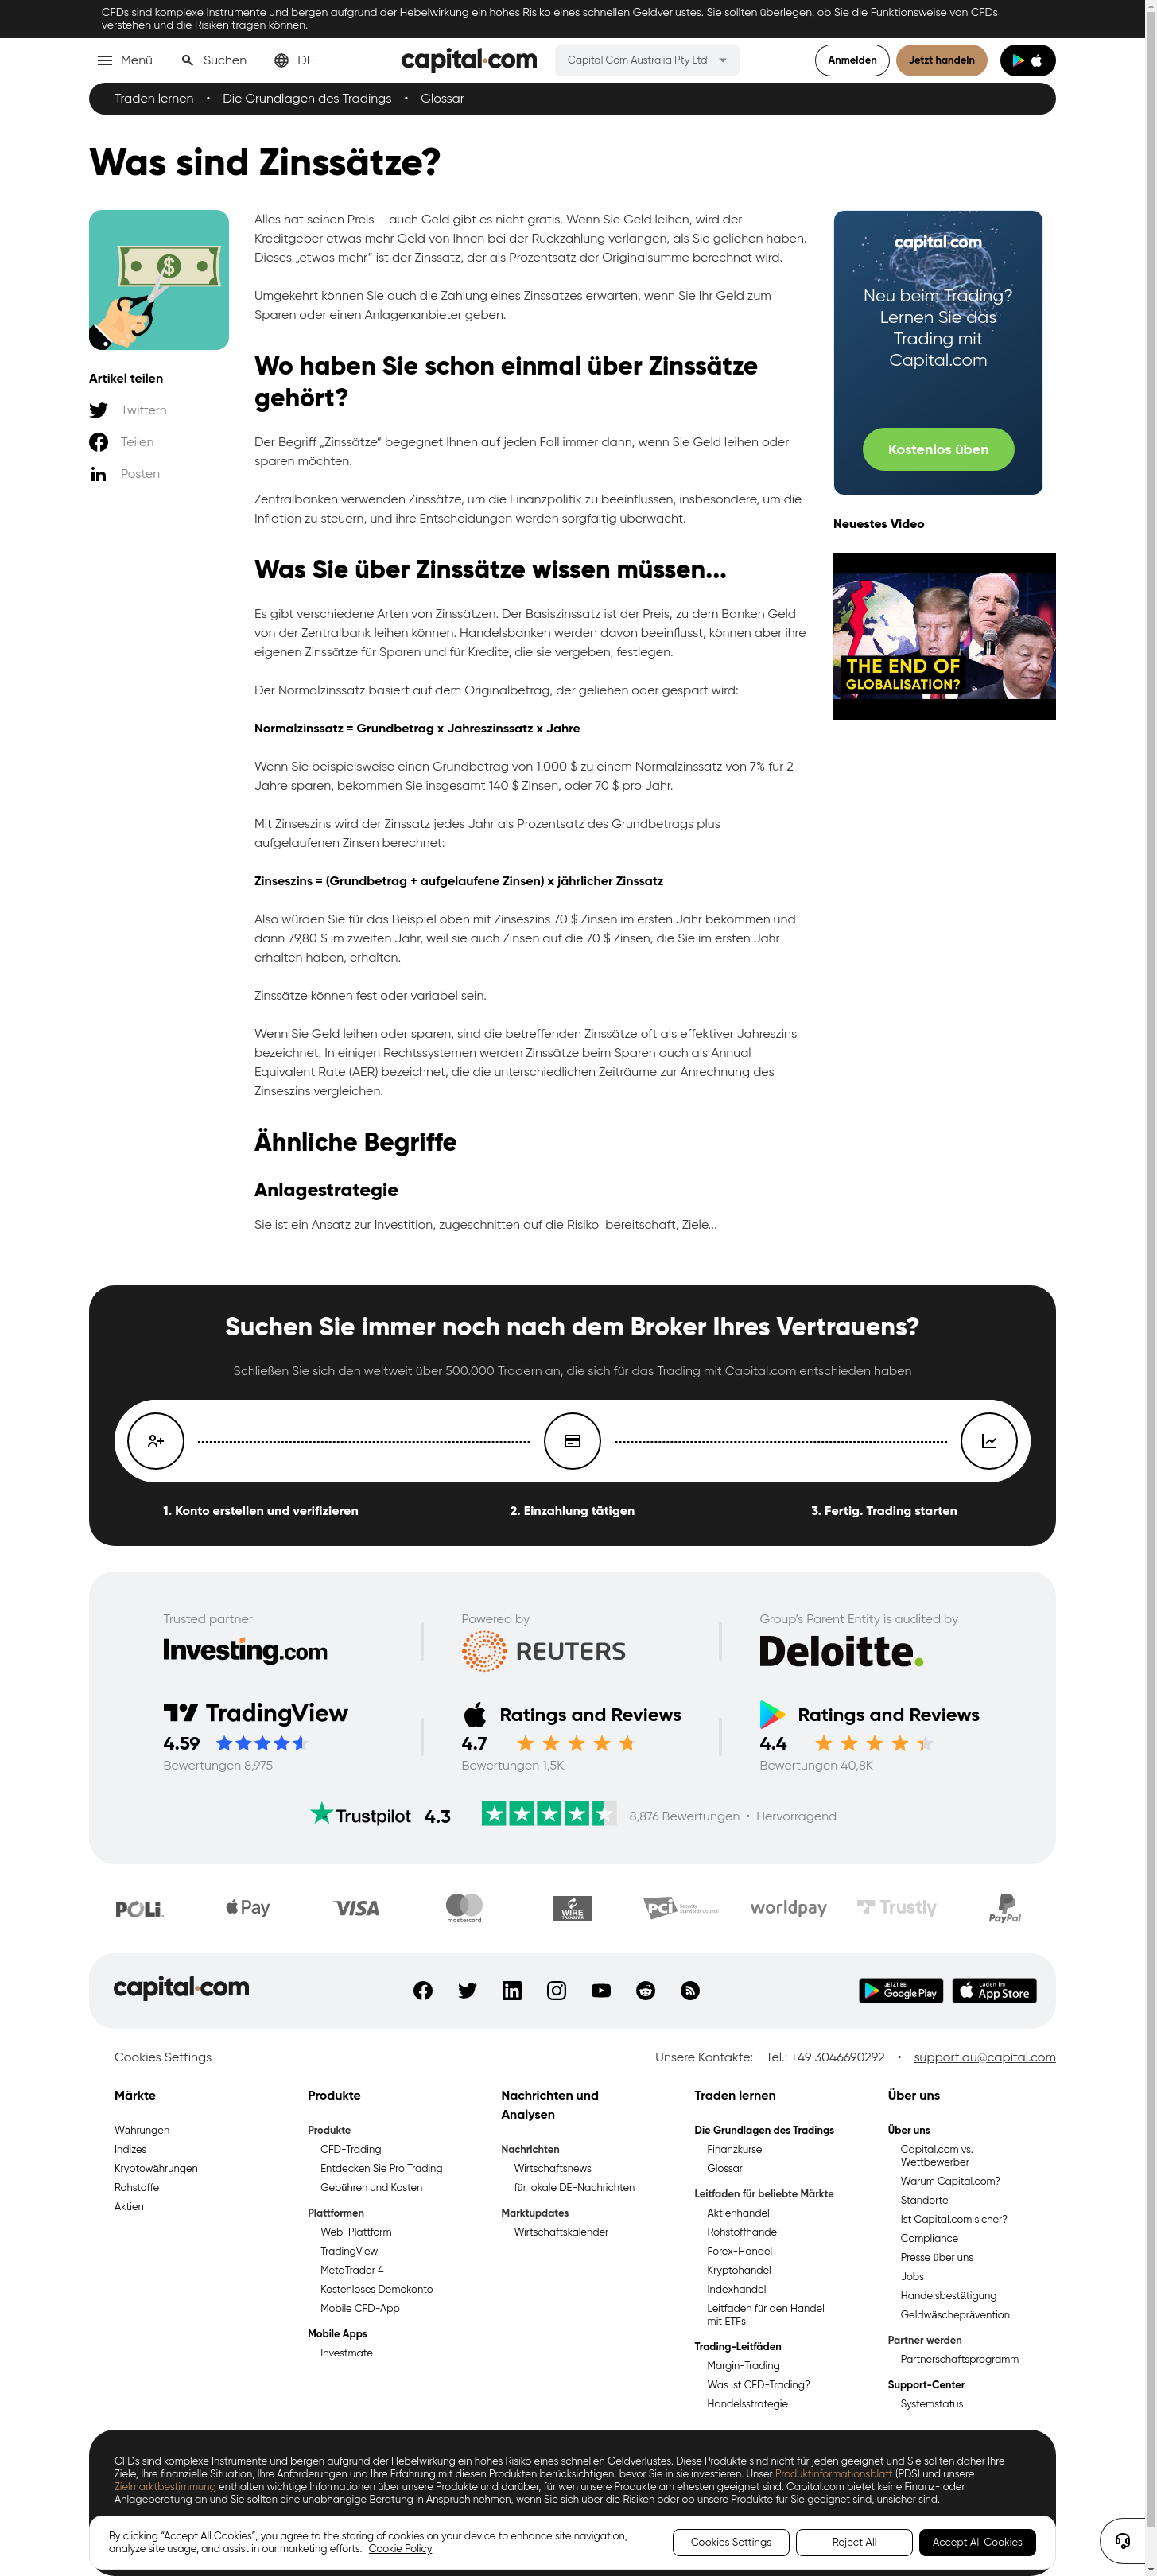 CFDs sind komplexe Instrumente und bergen aufgrund der Hebelwirkung ein hohes Risiko eines schnellen Geldverlustes. Sie sollten überlegen, ob Sie die Funktionsweise von CFDs
verstehen und die Risiken tragen können.
Menü
Suchen
DE
capital.com
Capital Com Australia Pty Ltd
Anmelden
Jetzt handeln
Traden lernen • Die Grundlagen des Tradings • Glossar
Was sind Zinssätze?
Artikel teilen
Twittern
Teilen
Posten
Alles hat seinen Preis – auch Geld gibt es nicht gratis. Wenn Sie Geld leihen, wird der
Kreditgeber etwas mehr Geld von Ihnen bei der Rückzahlung verlangen, als Sie geliehen haben.
Dieses „etwas mehr“ ist der Zinssatz, der als Prozentsatz der Originalsumme berechnet wird.
Umgekehrt können Sie auch die Zahlung eines Zinssatzes erwarten, wenn Sie Ihr Geld zum
Sparen oder einen Anlagenanbieter geben.
Wo haben Sie schon einmal über Zinssätze
gehört?
Der Begriff „Zinssätze“ begegnet Ihnen auf jeden Fall immer dann, wenn Sie Geld leihen oder
sparen möchten.
Zentralbanken verwenden Zinssätze, um die Finanzpolitik zu beeinflussen, insbesondere, um die
Inflation zu steuern, und ihre Entscheidungen werden sorgfältig überwacht.
Was Sie über Zinssätze wissen müssen...
Es gibt verschiedene Arten von Zinssätzen. Der Basiszinssatz ist der Preis, zu dem Banken Geld
von der Zentralbank leihen können. Handelsbanken werden davon beeinflusst, können aber ihre
eigenen Zinssätze für Sparen und für Kredite, die sie vergeben, festlegen.
Der Normalzinssatz basiert auf dem Originalbetrag, der geliehen oder gespart wird:
Normalzinssatz = Grundbetrag x Jahreszinssatz x Jahre
Wenn Sie beispielsweise einen Grundbetrag von 1.000 $ zu einem Normalzinssatz von 7% für 2
Jahre sparen, bekommen Sie insgesamt 140 $ Zinsen, oder 70 $ pro Jahr.
Mit Zinseszins wird der Zinssatz jedes Jahr als Prozentsatz des Grundbetrags plus
aufgelaufenen Zinsen berechnet:
Zinseszins = (Grundbetrag + aufgelaufene Zinsen) x jährlicher Zinssatz
Also würden Sie für das Beispiel oben mit Zinseszins 70 $ Zinsen im ersten Jahr bekommen und
dann 79,80 $ im zweiten Jahr, weil sie auch Zinsen auf die 70 $ Zinsen, die Sie im ersten Jahr
erhalten haben, erhalten.
Zinssätze können fest oder variabel sein.
Wenn Sie Geld leihen oder sparen, sind die betreffenden Zinssätze oft als effektiver Jahreszins
bezeichnet. In einigen Rechtssystemen werden Zinssätze beim Sparen auch als Annual
Equivalent Rate (AER) bezeichnet, die die unterschiedlichen Zeiträume zur Anrechnung des
Zinseszins vergleichen.
Ähnliche Begriffe
Anlagestrategie
Sie ist ein Ansatz zur Investition, zugeschnitten auf die Risiko  bereitschaft, Ziele...
capital.com
Neu beim Trading?
Lernen Sie das
Trading mit
Capital.com
Kostenlos üben
Neuestes Video
THE END OF
GLOBALISATION?
Suchen Sie immer noch nach dem Broker Ihres Vertrauens?
Schließen Sie sich den weltweit über 500.000 Tradern an, die sich für das Trading mit Capital.com entschieden haben
1. Konto erstellen und verifizieren
2. Einzahlung tätigen
3. Fertig. Trading starten
Trusted partner
Investing.com
Powered by
REUTERS
Group's Parent Entity is audited by
Deloitte.
TradingView
4.59
Bewertungen 8,975
Ratings and Reviews
4.7
Bewertungen 1,5K
Ratings and Reviews
4.4
Bewertungen 40,8K
Trustpilot 4.3
8,876 Bewertungen • Hervorragend
POLi
Pay
VISA
mastercard
WIRE
TRANSFER
PCI Security
Standards Council
worldpay
Trustly
PayPal
capital.com
JETZT BEI
Google Play
Laden im
App Store
Cookies Settings
Unsere Kontakte: Tel.: +49 3046690292 • support.au@capital.com
Märkte
Währungen
Indizes
Kryptowährungen
Rohstoffe
Aktien
Produkte
Produkte
CFD-Trading
Entdecken Sie Pro Trading
Gebühren und Kosten
Plattformen
Web-Plattform
TradingView
MetaTrader 4
Kostenloses Demokonto
Mobile CFD-App
Mobile Apps
Investmate
Nachrichten und
Analysen
Nachrichten
Wirtschaftsnews
für lokale DE-Nachrichten
Marktupdates
Wirtschaftskalender
Traden lernen
Die Grundlagen des Tradings
Finanzkurse
Glossar
Leitfaden für beliebte Märkte
Aktienhandel
Rohstoffhandel
Forex-Handel
Kryptohandel
Indexhandel
Leitfaden für den Handel
mit ETFs
Trading-Leitfäden
Margin-Trading
Was ist CFD-Trading?
Handelsstrategie
Über uns
Über uns
Capital.com vs.
Wettbewerber
Warum Capital.com?
Standorte
Ist Capital.com sicher?
Compliance
Presse über uns
Jobs
Handelsbestätigung
Geldwäscheprävention
Partner werden
Partnerschaftsprogramm
Support-Center
Systemstatus
CFDs sind komplexe Instrumente und bergen aufgrund der Hebelwirkung ein hohes Risiko eines schnellen Geldverlustes. Diese Produkte sind nicht für jeden geeignet und Sie sollten daher Ihre
Ziele, Ihre finanzielle Situation, Ihre Anforderungen und Ihre Erfahrung mit diesen Produkten berücksichtigen, bevor Sie in sie investieren. Unser Produktinformationsblatt (PDS) und unsere
Zielmarktbestimmung enthalten wichtige Informationen über unsere Produkte und darüber, für wen unsere Produkte am ehesten geeignet sind. Capital.com bietet keine Finanz- oder
Anlageberatung an und Sie sollten eine unabhängige Beratung in Anspruch nehmen, wenn Sie sich über die Risiken oder ob unsere Produkte für Sie geeignet sind, unsicher sind.
By clicking “Accept All Cookies”, you agree to the storing of cookies on your device to enhance site navigation,
analyze site usage, and assist in our marketing efforts. Cookie Policy
Cookies Settings
Reject All
Accept All Cookies